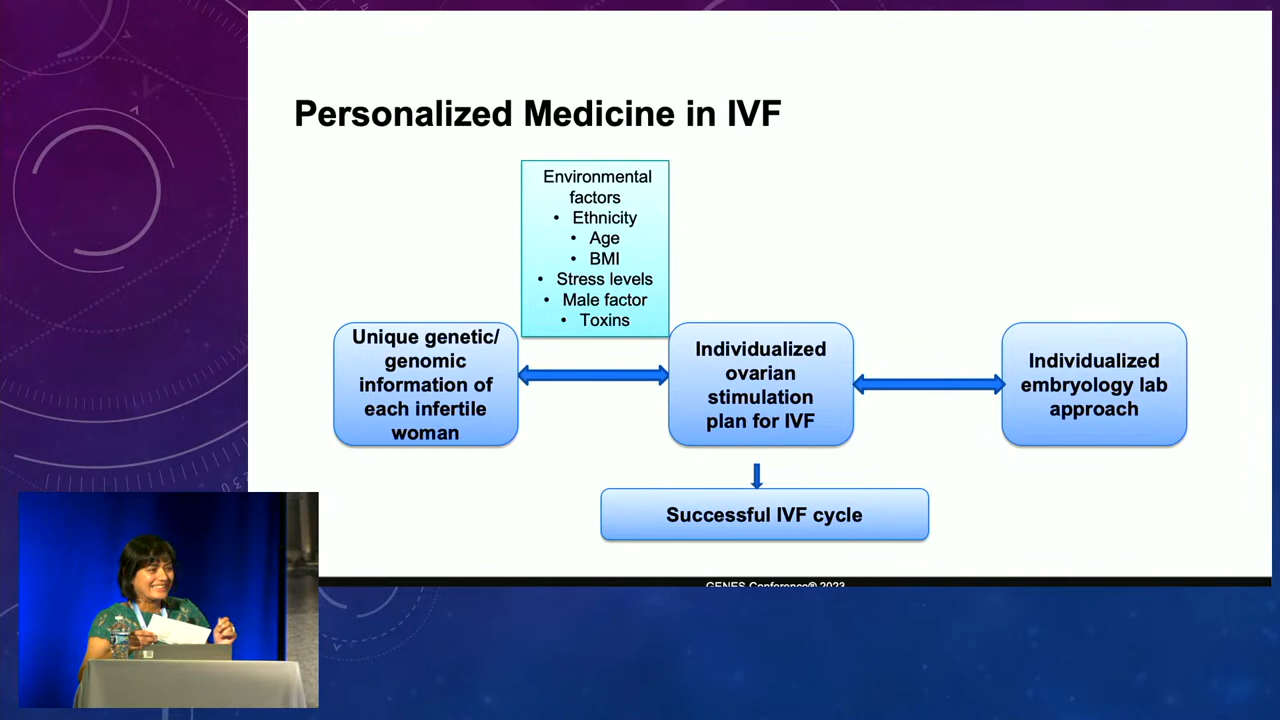 Personalized Medicine in IVF
Environmental
factors
• Ethnicity
• Age
• BMI
• Stress levels
• Male factor
• Toxins
Unique genetic/
genomic
information of
each infertile
woman
Individualized
ovarian
stimulation
plan for IVF
Individualized
embryology lab
approach
Successful IVF cycle
GENES Conference® 2023
230